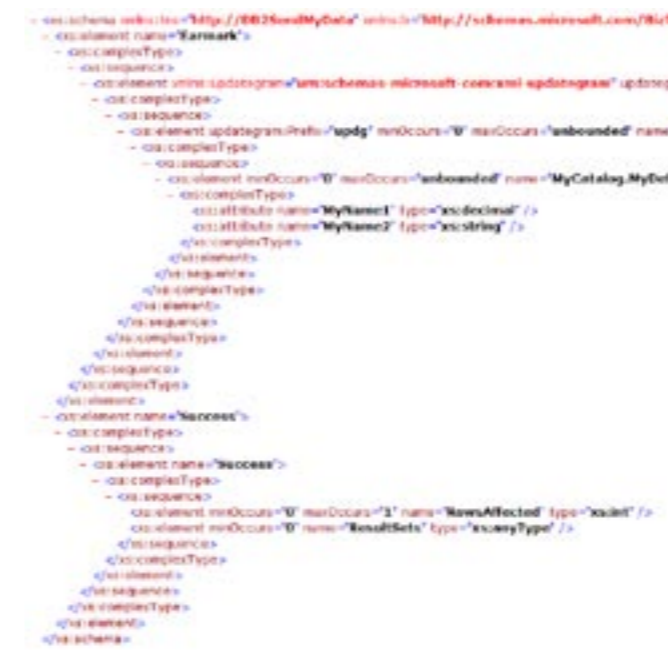 - <xs:schema xmlns:tns="http://BB2SendMyData" xmlns:b="http://schemas.microsoft.com/
- <xs:element name="Earmark">
- <xs:complexType>
- <xs:sequence>
- <xs:element xmlns:updategram="urn:schemas-microsoft-com:xml-updategram"
- <xs:complexType>
- <xs:sequence>
- <xs:element updategram:Prefix="updg" minOccurs="0" maxOccurs="unbounded" name
- <xs:complexType>
- <xs:sequence>
- <xs:element minOccurs="0" maxOccurs="unbounded" name="MyCatalog.MyDat
- <xs:complexType>
<xs:attribute name="MyName1" type="xs:decimal" />
<xs:attribute name="MyName2" type="xs:string" />
</xs:complexType>
</xs:element>
</xs:sequence>
</xs:complexType>
</xs:element>
</xs:sequence>
</xs:complexType>
</xs:element>
</xs:sequence>
</xs:complexType>
</xs:element>
- <xs:element name="Success">
- <xs:complexType>
- <xs:sequence>
- <xs:element name="Success">
- <xs:complexType>
- <xs:sequence>
<xs:element minOccurs="0" maxOccurs="1" name="RowsAffected" type="xs:int" />
<xs:element minOccurs="0" name="ResultSets" type="xs:anyType" />
</xs:sequence>
</xs:complexType>
</xs:element>
</xs:sequence>
</xs:complexType>
</xs:element>
</xs:schema>